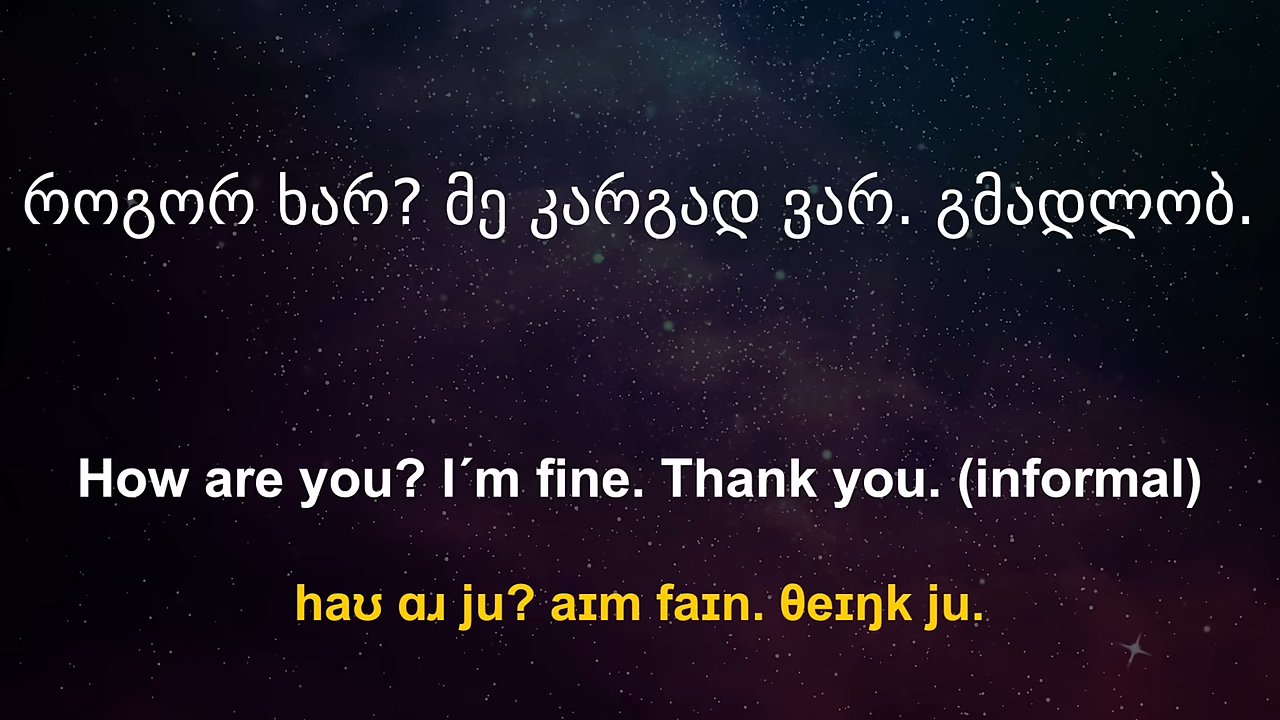 როგორ ხარ? მე კარგად ვარ. გმადლობ.
How are you? I´m fine. Thank you. (informal)
haʊ ɑɹ ju? aɪm faɪn. θeɪŋk ju.